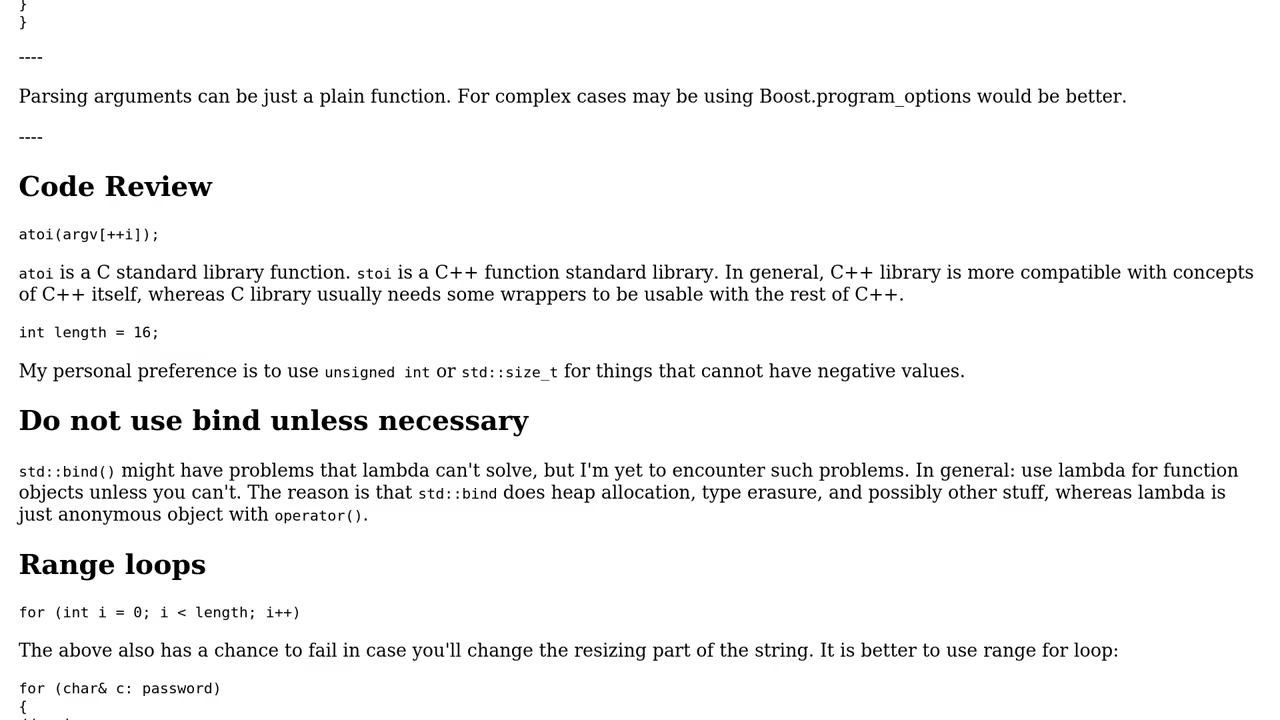 }
}
----
Parsing arguments can be just a plain function. For complex cases may be using Boost.program_options would be better.
----
Code Review
atoi(argv[++i]);
atoi is a C standard library function. stoi is a C++ function standard library. In general, C++ library is more compatible with concepts
of C++ itself, whereas C library usually needs some wrappers to be usable with the rest of C++.
int length = 16;
My personal preference is to use unsigned int or std::size_t for things that cannot have negative values.
Do not use bind unless necessary
std::bind() might have problems that lambda can't solve, but I'm yet to encounter such problems. In general: use lambda for function
objects unless you can't. The reason is that std::bind does heap allocation, type erasure, and possibly other stuff, whereas lambda is
just anonymous object with operator().
Range loops
for (int i = 0; i < length; i++)
The above also has a chance to fail in case you'll change the resizing part of the string. It is better to use range for loop:
for (char& c: password)
{